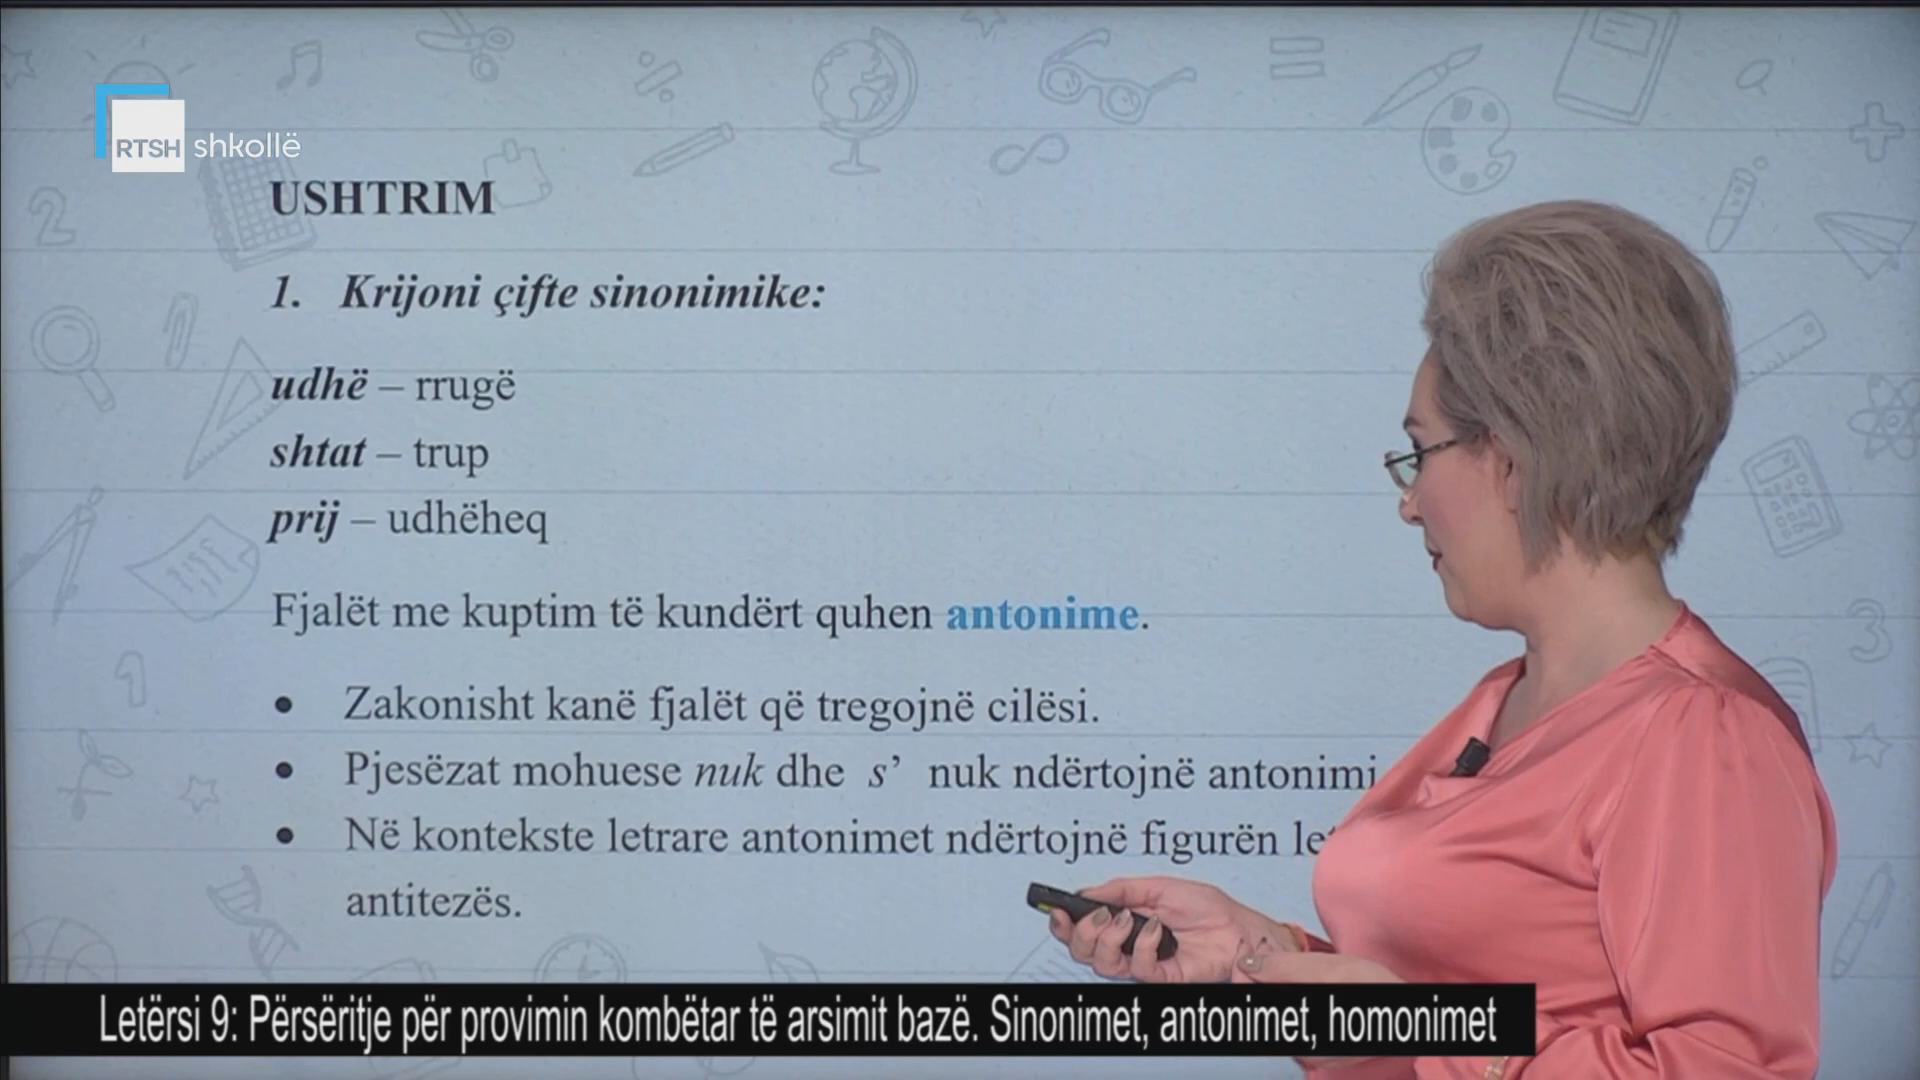 RTSH shkollë
USHTRIM
1. Krijoni çifte sinonimike:
udhë – rrugë
shtat – trup
prij – udhëheq
Fjalët me kuptim të kundërt quhen antonime.
• Zakonisht kanë fjalët që tregojnë cilësi.
• Pjesëzat mohuese nuk dhe s’ nuk ndërtojnë
• Në kontekste letrare antonimet ndërtojnë figurën
antitezës.
Letërsi 9: Përsëritje për provimin kombëtar të arsimit bazë. Sinonimet, antonimet, homonimet